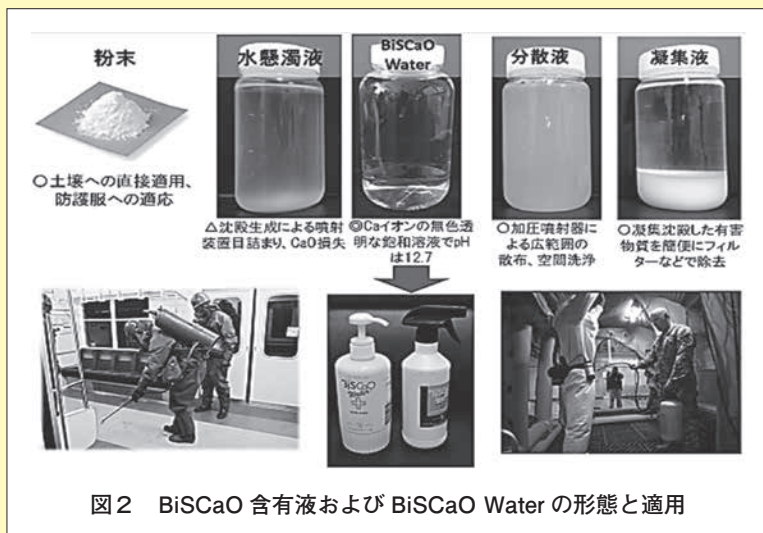 粉末
○土壌への直接適用、
防護服への適応
水懸濁液
△沈殿生成による噴射
装置目詰まり、CaO損失
BiSCaO
Water
◎Caイオンの無色透
明な飽和溶液でpH
は12.7
分散液
○加圧噴射器に
よる広範囲の
散布、空間洗浄
凝集液
○凝集沈殿した有害
物質を簡便にフィル
ターなどで除去
BiSCaO
Water
図2 BiSCaO 含有液および BiSCaO Water の形態と適用